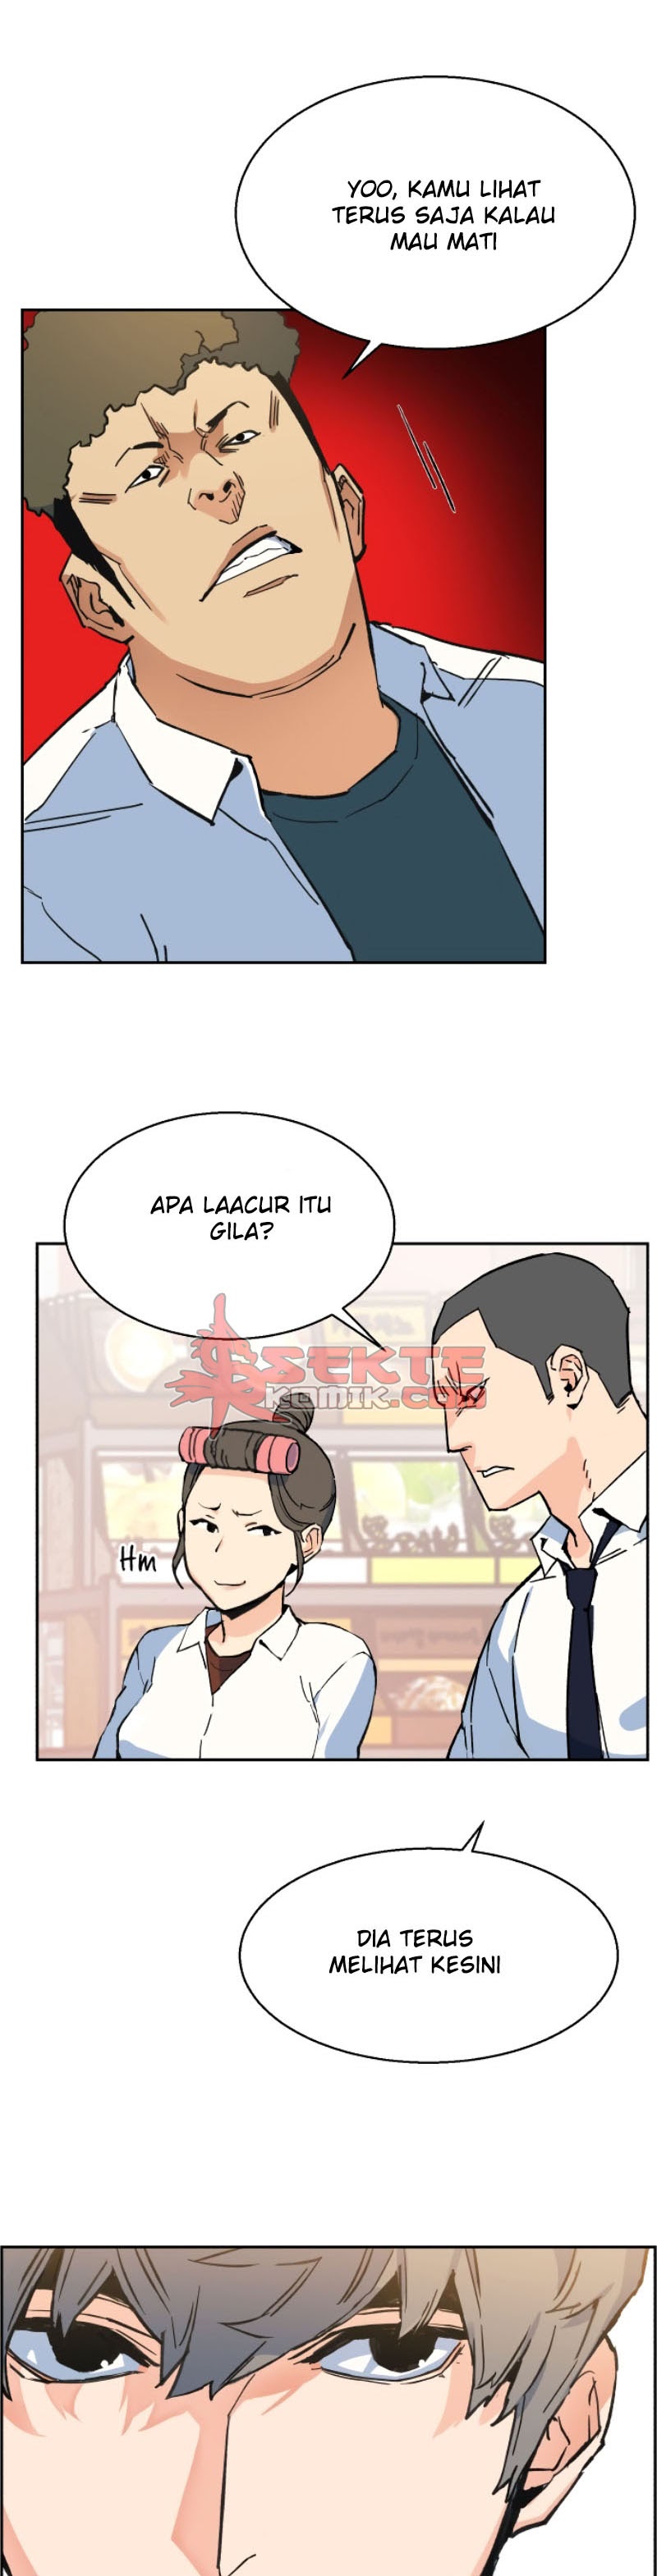 YOO, KAMU LIHAT
TERUS SAJA KALAU
MAU MATI
APA LAACUR ITU
GILA?
SEKTE
KOMIK.COM
HM
DIA TERUS
MELIHAT KESINI